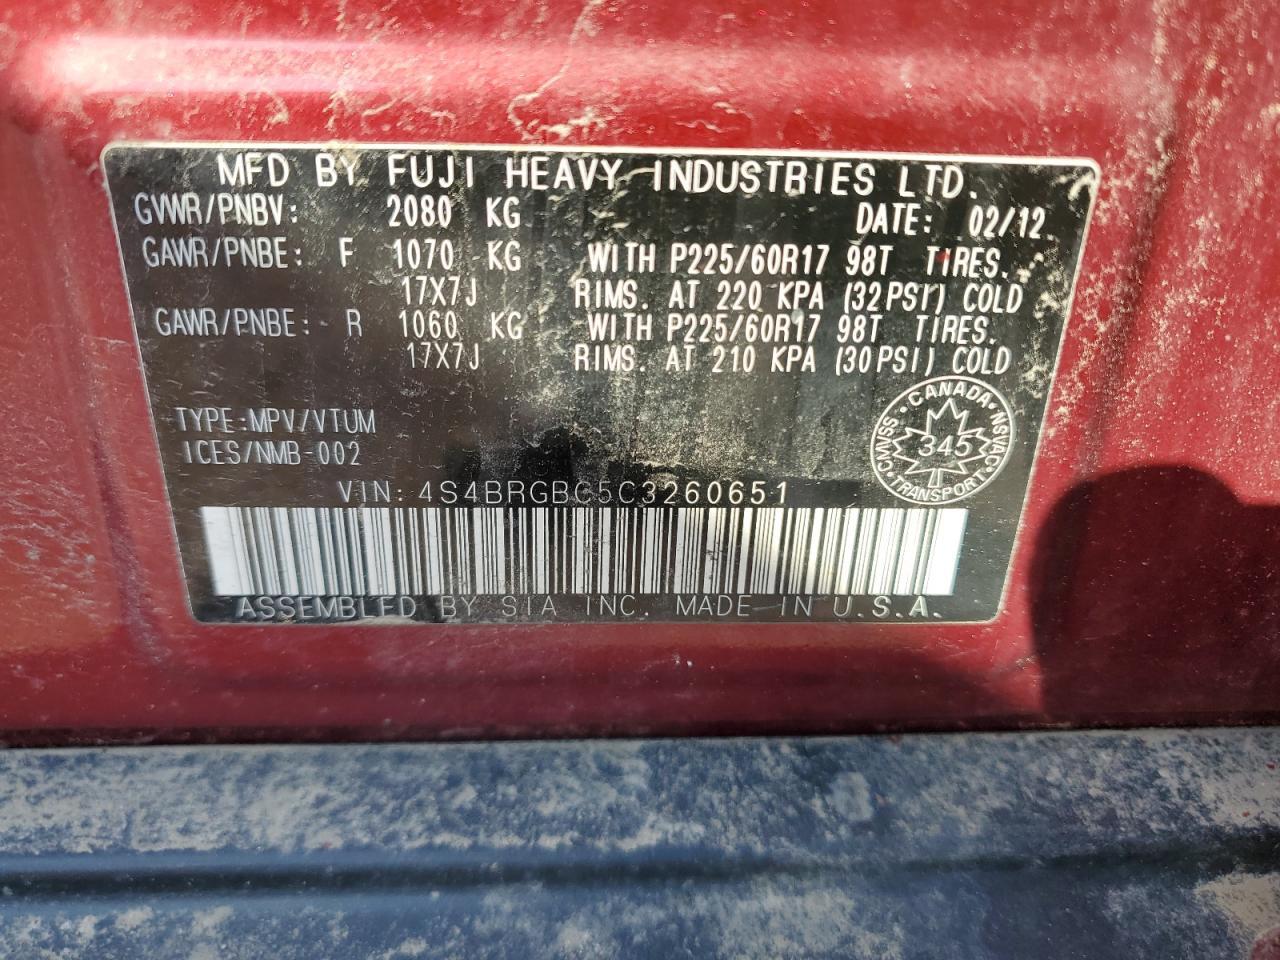 MFD BY FUJI HEAVY INDUSTRIES LTD.
GVWR/PNBV: 2080 KG DATE: 02/12
GAWR/PNBE: F 1070 KG WITH P225/60R17 98T TIRES.
17X7J RIMS. AT 220 KPA (32PSI) COLD
GAWR/PNBE: R 1060 KG WITH P225/60R17 98T TIRES.
17X7J RIMS. AT 210 KPA (30PSI) COLD
TYPE:MPV/VTUM
ICES/NMB-002
CANADA · NSVAC · TRANSPORT · CMVSS
345
VIN: 4S4BRGBC5C3260651
ASSEMBLED BY SIA INC. MADE IN U.S.A.